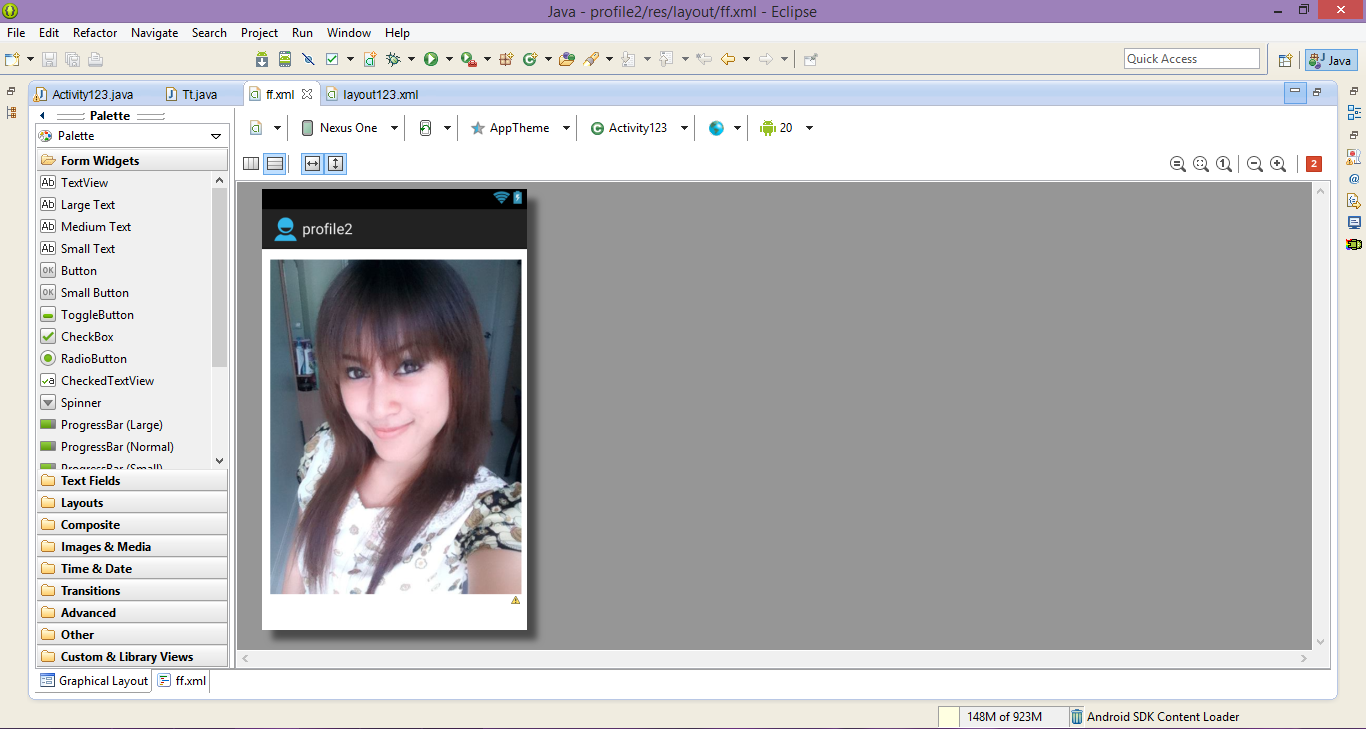 Java - profile2/res/layout/ff.xml - Eclipse
File Edit Refactor Navigate Search Project Run Window Help
Quick Access
Java
Activity123.java
Tt.java
ff.xml
layout123.xml
Palette
Nexus One
AppTheme
Activity123
20
Palette
Form Widgets
2
Ab TextView
Ab Large Text
Ab Medium Text
Ab Small Text
OK Button
OK Small Button
ToggleButton
CheckBox
RadioButton
a CheckedTextView
Spinner
ProgressBar (Large)
ProgressBar (Normal)
ProgressBar (Small)
Text Fields
Layouts
Composite
Images & Media
Time & Date
Transitions
Advanced
Other
Custom & Library Views
profile2
Graphical Layout
ff.xml
148M of 923M
Android SDK Content Loader